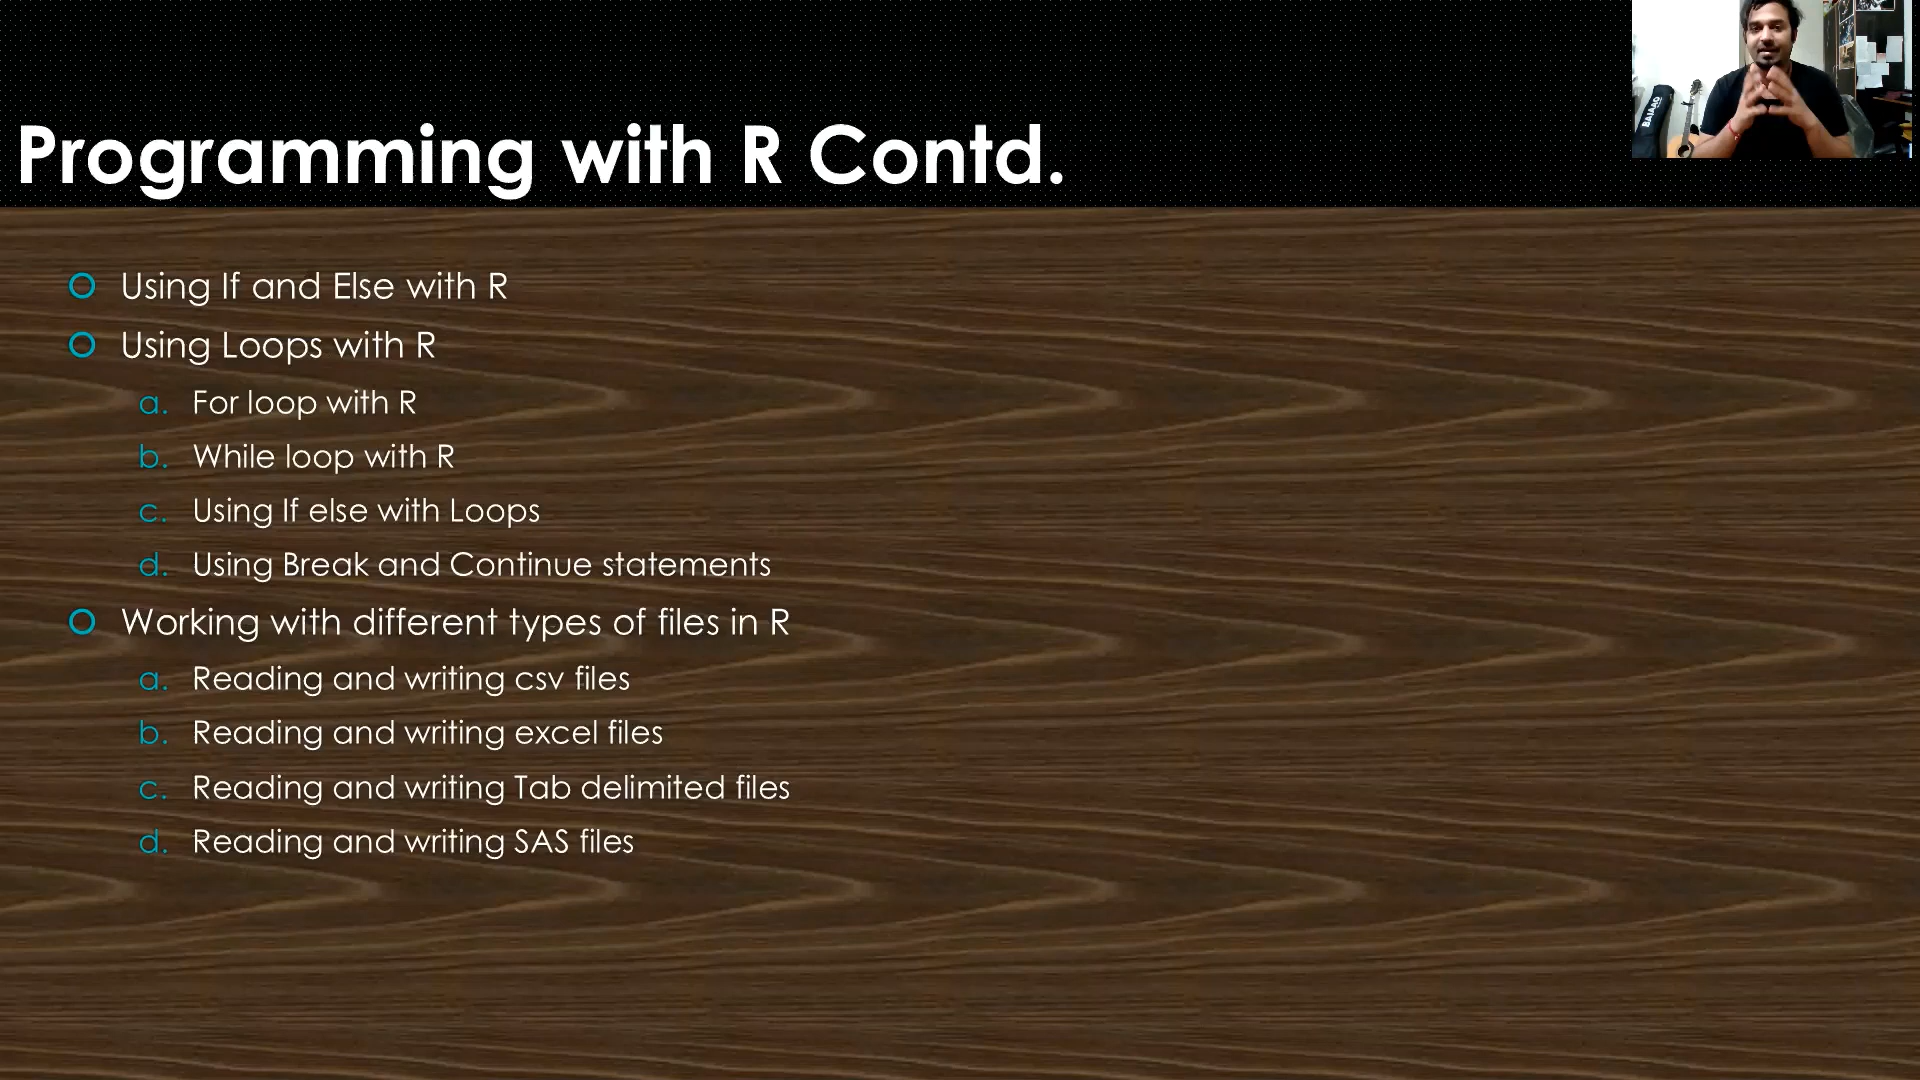 Programming with R Contd.
Using If and Else with R
Using Loops with R
a. For loop with R
b. While loop with R
c. Using If else with Loops
d. Using Break and Continue statements
Working with different types of files in R
a. Reading and writing csv files
b. Reading and writing excel files
c. Reading and writing Tab delimited files
d. Reading and writing SAS files